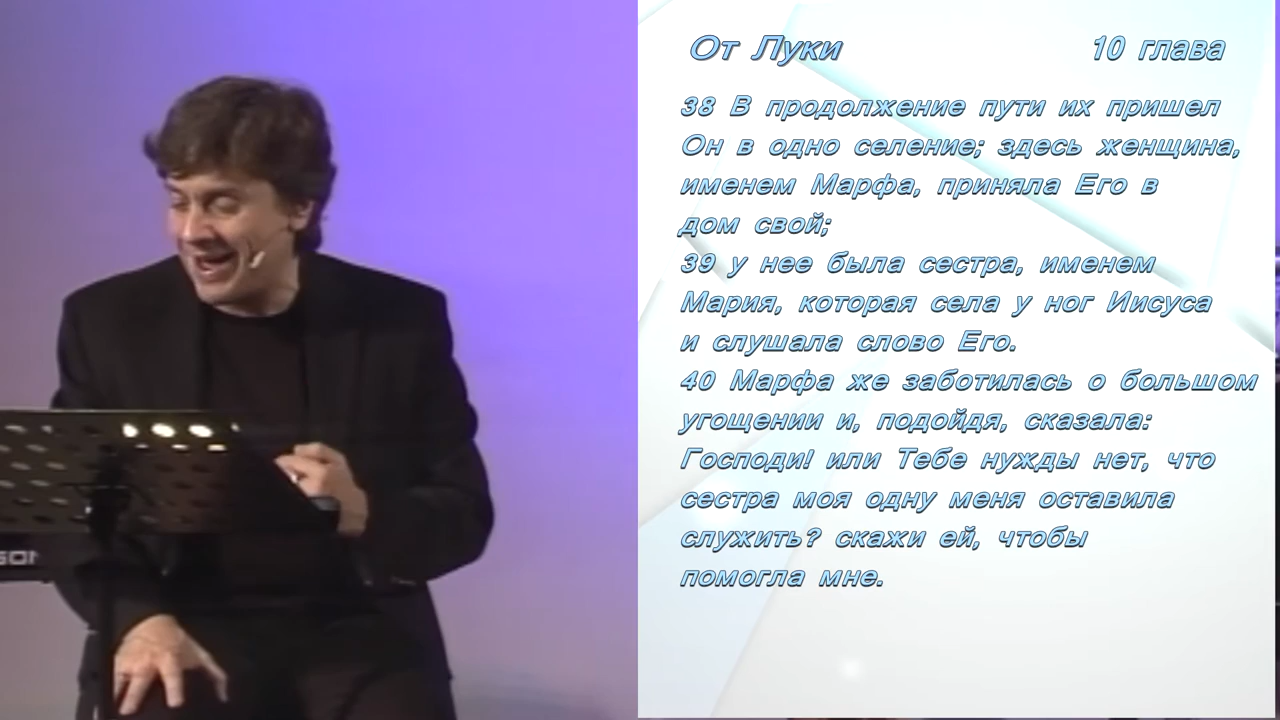 От Луки 10 глава
38 В продолжение пути их пришел
Он в одно селение; здесь женщина,
именем Марфа, приняла Его в
дом свой;
39 у нее была сестра, именем
Мария, которая села у ног Иисуса
и слушала слово Его.
40 Марфа же заботилась о большом
угощении и, подойдя, сказала:
Господи! или Тебе нужды нет, что
сестра моя одну меня оставила
служить? скажи ей, чтобы
помогла мне.